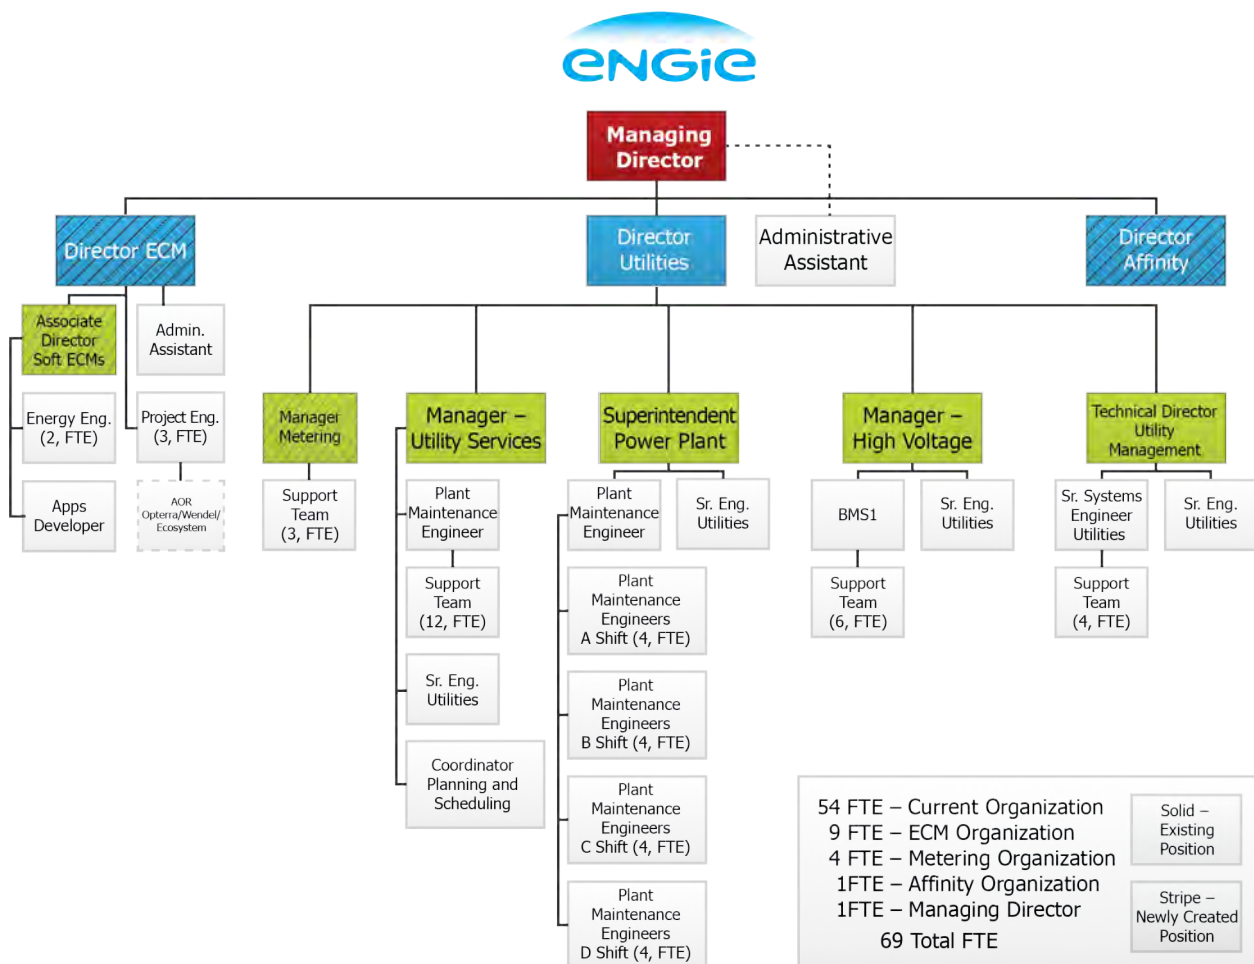 ENGiE
Managing
Director
Director ECM
Director
Utilities
Administrative
Assistant
Director
Affinity
Associate
Director
Soft ECMs
Admin.
Assistant
Energy Eng.
(2, FTE)
Project Eng.
(3, FTE)
Apps
Developer
AOR
Opterra/Wendel/
Ecosystem
Manager
Metering
Support
Team
(3, FTE)
Manager –
Utility Services
Plant
Maintenance
Engineer
Support
Team
(12, FTE)
Sr. Eng.
Utilities
Coordinator
Planning and
Scheduling
Superintendent
Power Plant
Plant
Maintenance
Engineer
Sr. Eng.
Utilities
Plant
Maintenance
Engineers
A Shift (4, FTE)
Plant
Maintenance
Engineers
B Shift (4, FTE)
Plant
Maintenance
Engineers
C Shift (4, FTE)
Plant
Maintenance
Engineers
D Shift (4, FTE)
Manager –
High Voltage
BMS1
Sr. Eng.
Utilities
Support
Team
(6, FTE)
Technical Director
Utility
Management
Sr. Systems
Engineer
Utilities
Sr. Eng.
Utilities
Support
Team
(4, FTE)
54 FTE – Current Organization
9 FTE – ECM Organization
4 FTE – Metering Organization
1FTE – Affinity Organization
1FTE – Managing Director
69 Total FTE
Solid –
Existing
Position
Stripe –
Newly Created
Position